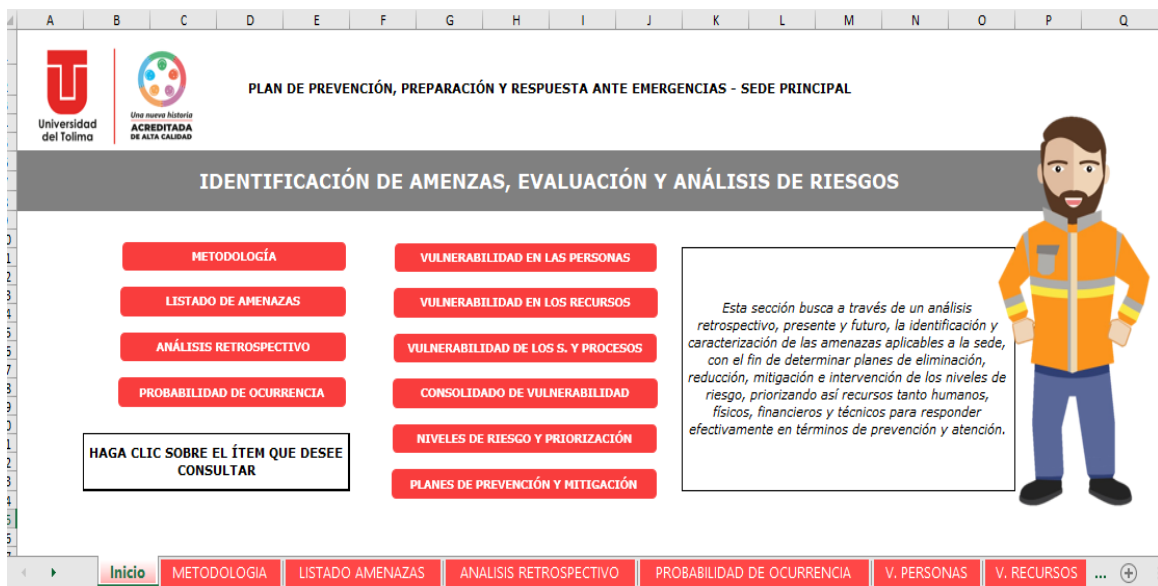 A B C D E F G H I J K L M N O P Q
Universidad
del Tolima
Una nueva historia
ACREDITADA
DE ALTA CALIDAD
PLAN DE PREVENCIÓN, PREPARACIÓN Y RESPUESTA ANTE EMERGENCIAS - SEDE PRINCIPAL
IDENTIFICACIÓN DE AMENZAS, EVALUACIÓN Y ANÁLISIS DE RIESGOS
METODOLOGÍA
LISTADO DE AMENAZAS
ANÁLISIS RETROSPECTIVO
PROBABILIDAD DE OCURRENCIA
HAGA CLIC SOBRE EL ÍTEM QUE DESEE
CONSULTAR
VULNERABILIDAD EN LAS PERSONAS
VULNERABILIDAD EN LOS RECURSOS
VULNERABILIDAD DE LOS S. Y PROCESOS
CONSOLIDADO DE VULNERABILIDAD
NIVELES DE RIESGO Y PRIORIZACIÓN
PLANES DE PREVENCIÓN Y MITIGACIÓN
Esta sección busca a través de un análisis
retrospectivo, presente y futuro, la identificación y
caracterización de las amenazas aplicables a la sede,
con el fin de determinar planes de eliminación,
reducción, mitigación e intervención de los niveles de
riesgo, priorizando así recursos tanto humanos,
físicos, financieros y técnicos para responder
efectivamente en términos de prevención y atención.
Inicio METODOLOGIA LISTADO AMENAZAS ANALISIS RETROSPECTIVO PROBABILIDAD DE OCURRENCIA V. PERSONAS V. RECURSOS ...